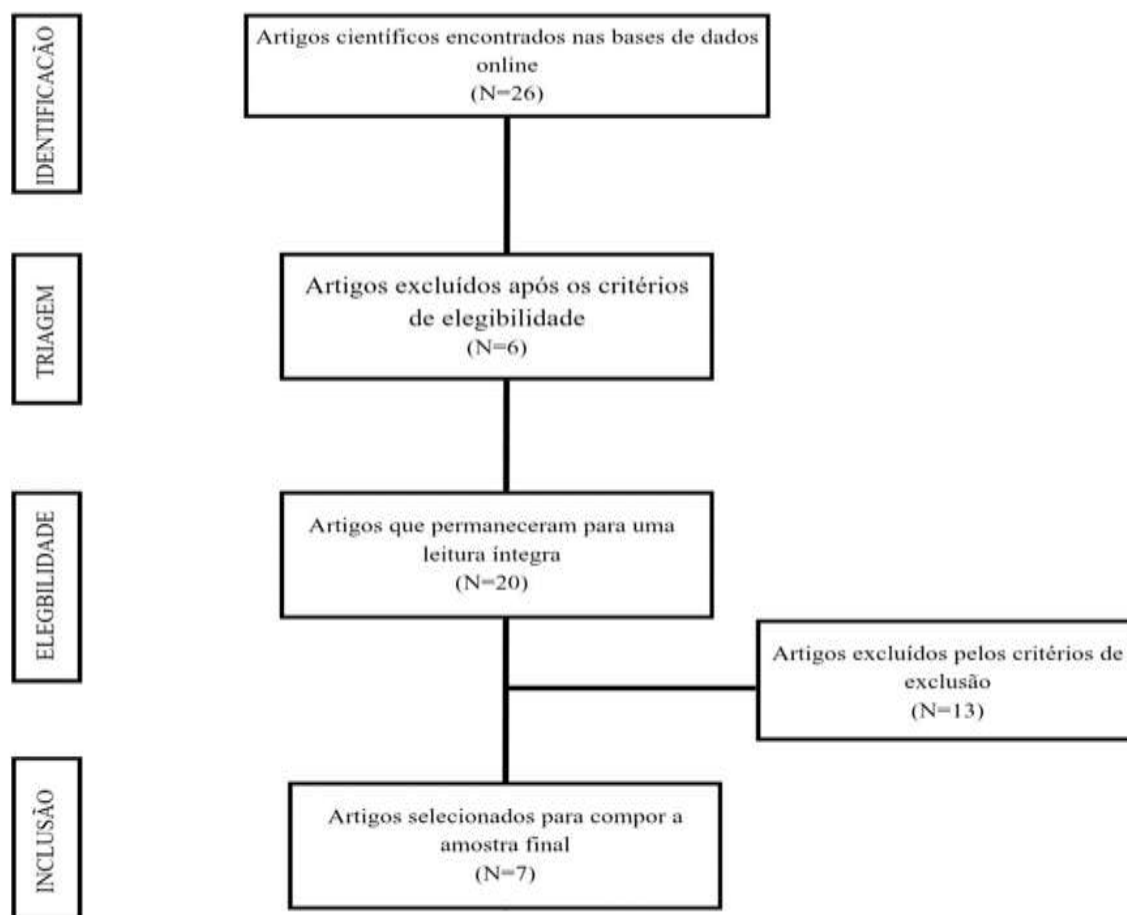 IDENTIFICACÃO
Artigos científicos encontrados nas bases de dados
online
(N=26)
TRIAGEM
Artigos excluídos após os critérios
de elegibilidade
(N=6)
ELEGBILIDADE
Artigos que permaneceram para uma
leitura íntegra
(N=20)
Artigos excluídos pelos critérios de
exclusão
(N=13)
INCLUSÃO
Artigos selecionados para compor a
amostra final
(N=7)